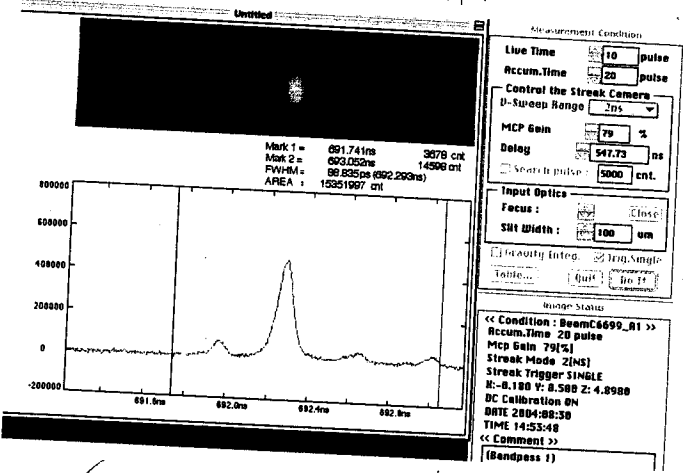 Untitled
Mark 1 = 691.741ns 3678 cnt
Mark 2 = 693.052ns 14598 cnt
FWHM = 88.835ps (692.293ns)
AREA : 15351997 cnt
800000
600000
400000
200000
0
-200000
691.6ns 692.0ns 692.4ns 692.8ns
Measurement Condition
Live Time 10 pulse
Accum.Time 20 pulse
Control the Streak Camera
V-Sweep Range 2ns
MCP Gain 79 %
Delay 547.73 ns
Search pulse : 5000 cnt.
Input Optics
Focus : Close
Slit Width : 100 um
Gravity Integ. Trig.Single
Table... Quit Do It
Image Status
<< Condition : BeamC6699_A1 >>
Accum.Time 20 pulse
Mcp Gain 79[%]
Streak Mode 2[NS]
Streak Trigger SINGLE
X:-0.180 Y: 8.500 Z: 4.8980
DC Calibration ON
DATE 2004:08:30
TIME 14:53:48
<< Comment >>
(Bandpass 1)